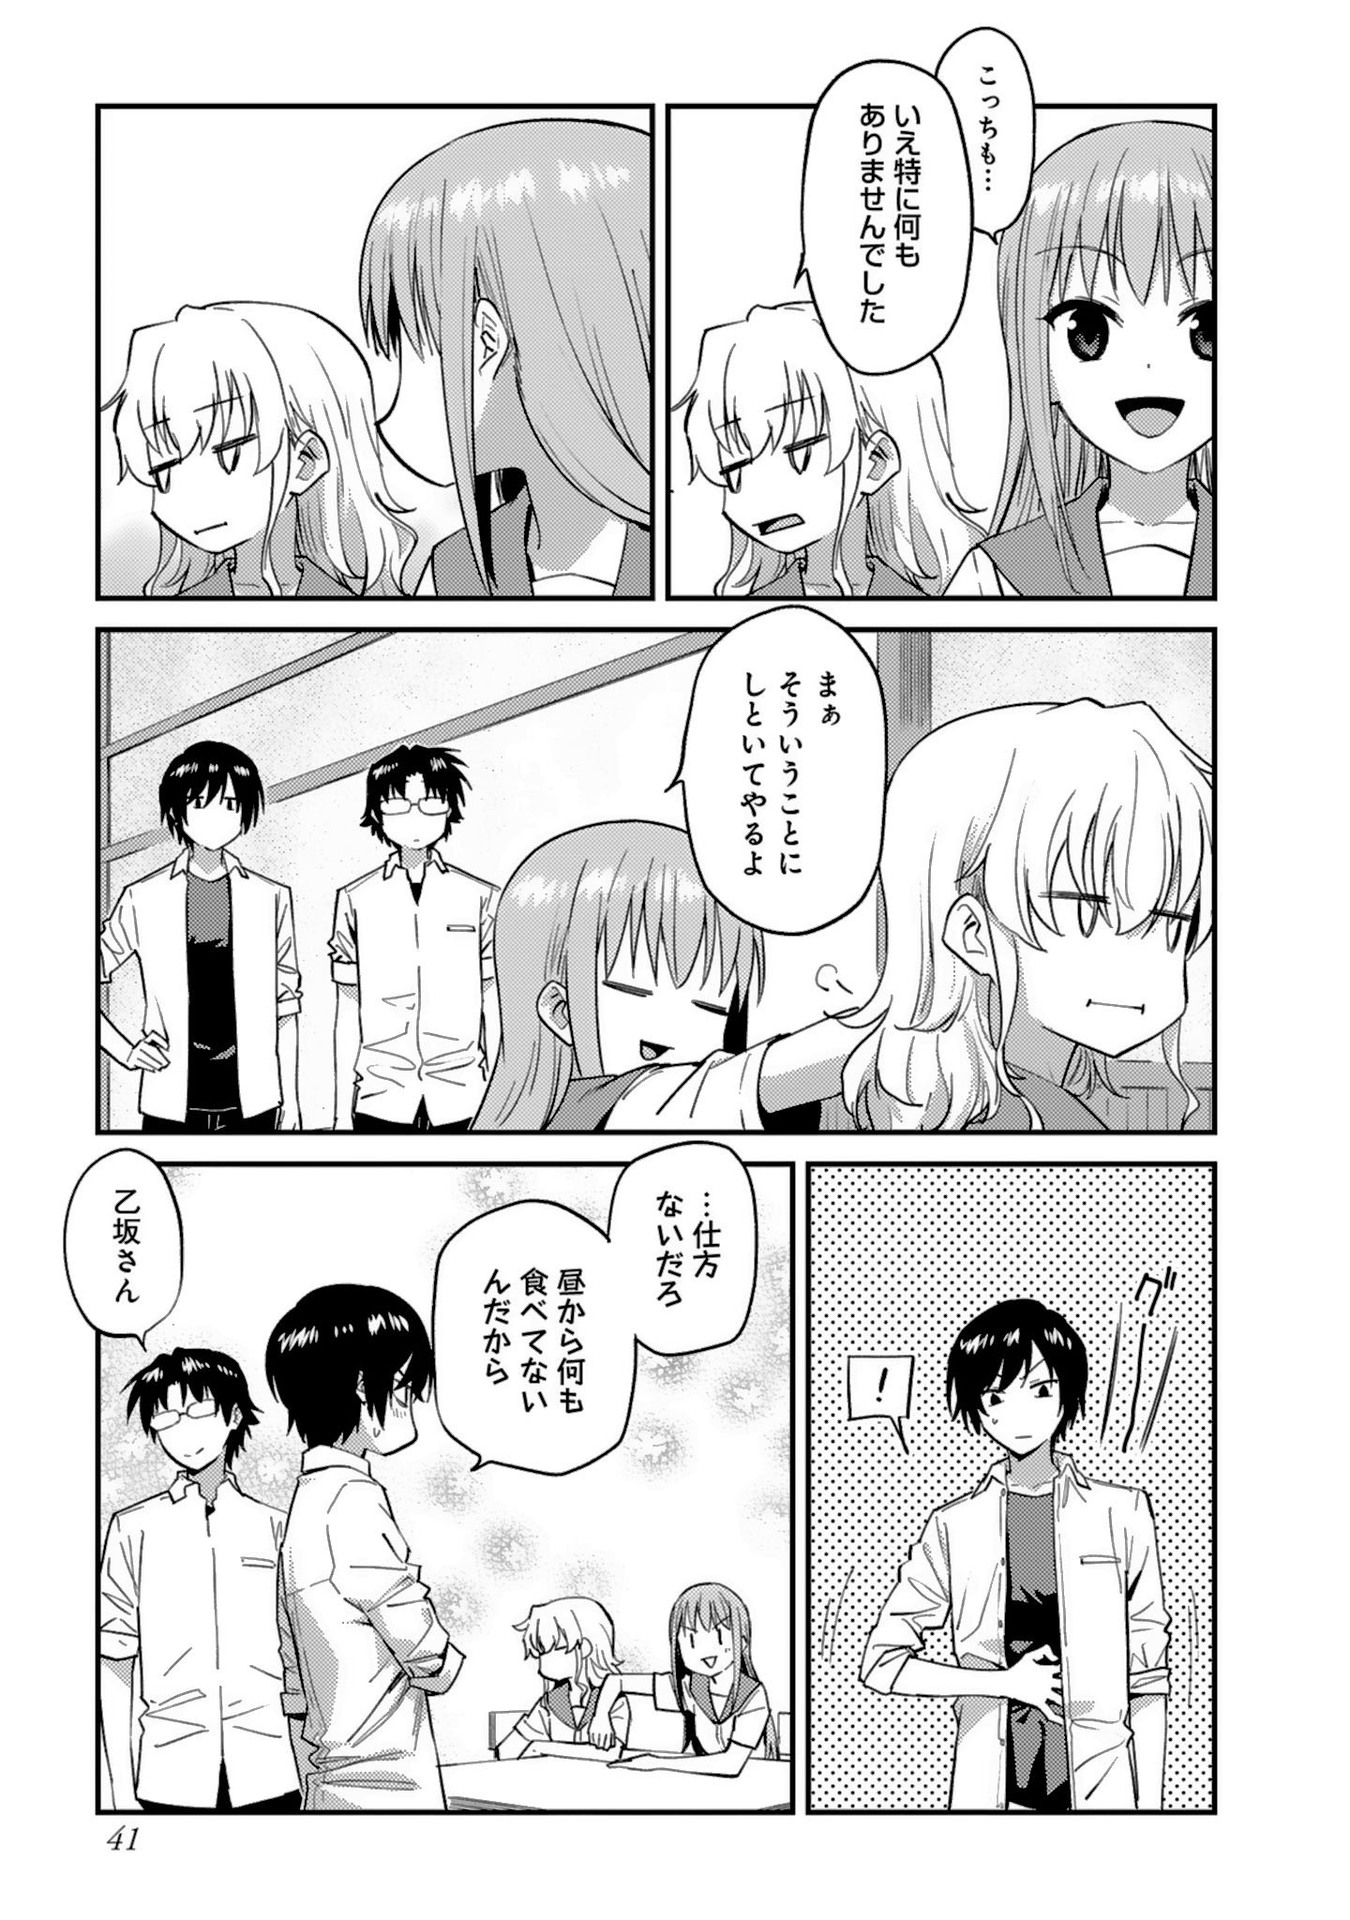 こっちも…
いえ特に何も
ありませんでした
まぁ
そういうことに
しといてやるよ
グーー
！
…仕方
ないだろ
昼から何も
食べてない
んだから
乙坂さん
41